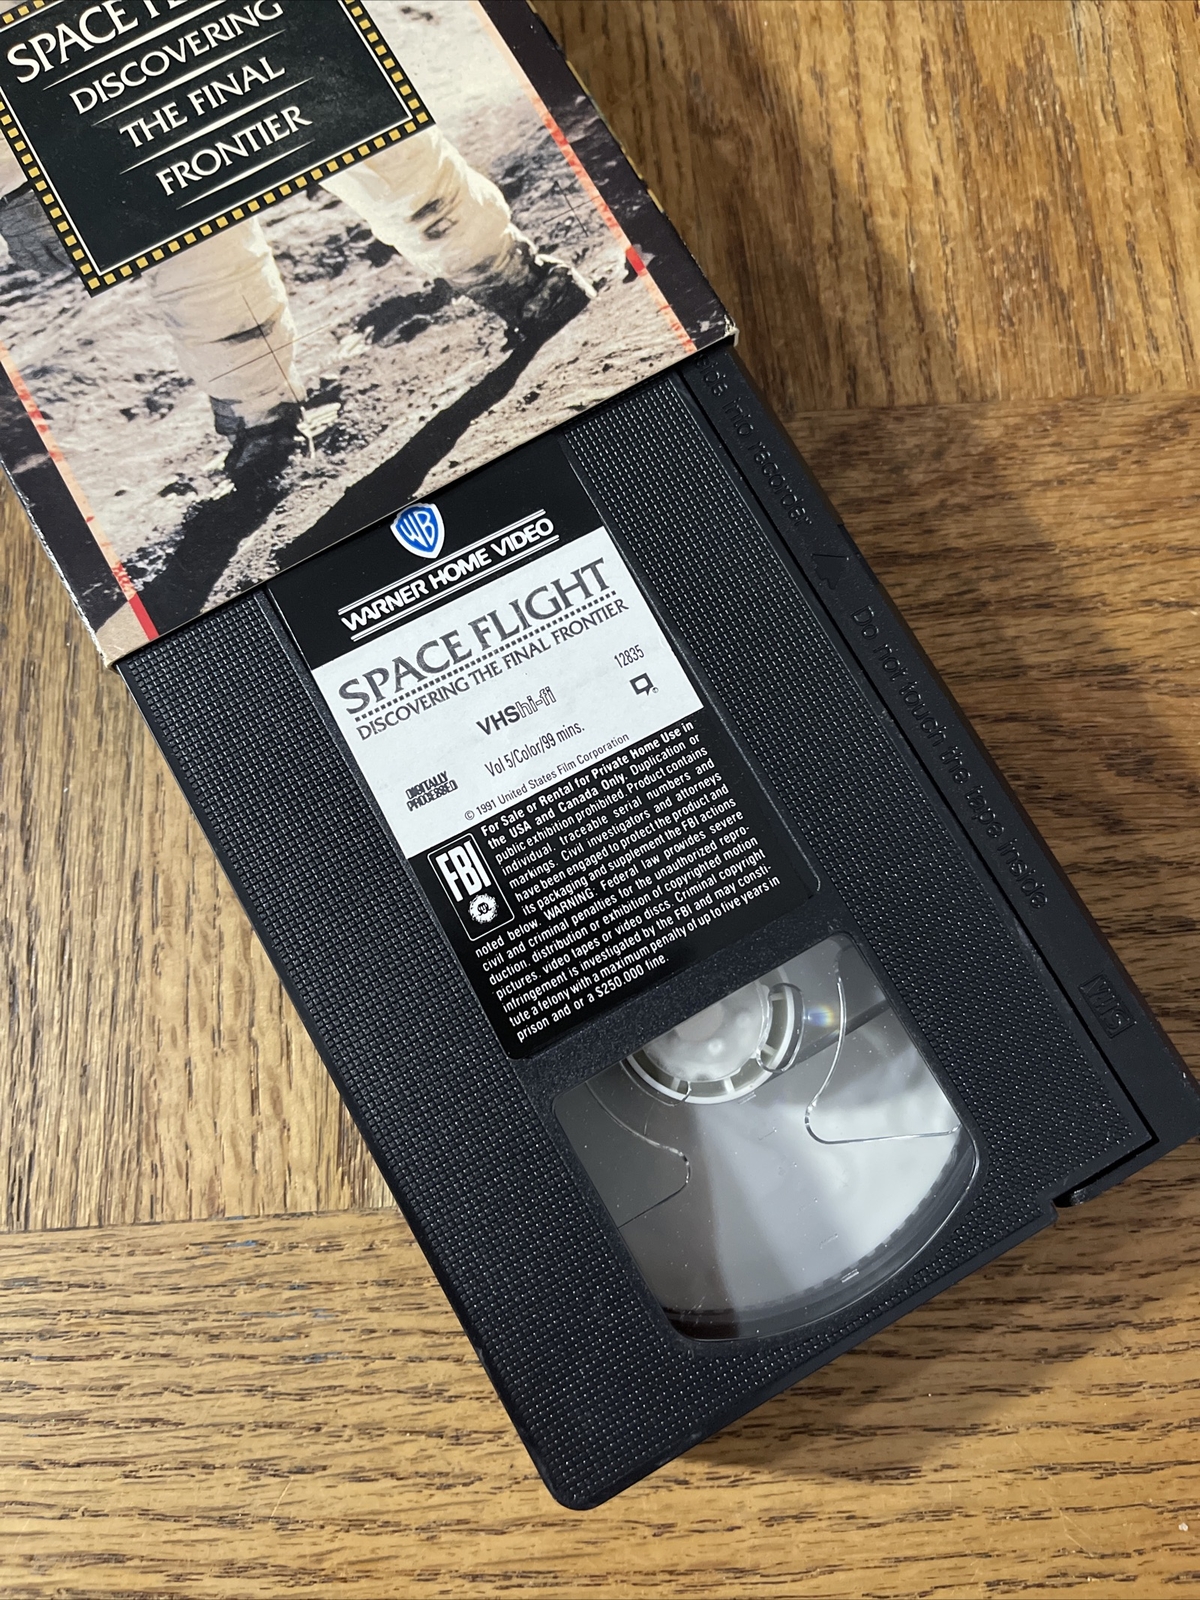 SPACE
DISCOVERING
THE FINAL
FRONTIER
WB
WARNER HOME VIDEO
SPACE FLIGHT
DISCOVERING THE FINAL FRONTIER
12835
VHS hi-fi
Vol 5/Color/99 mins.
DIGITALLY
PROCESSED
© 1991 United States Film Corporation
FBI
For Sale or Rental for Private Home Use in
the USA and Canada Only. Duplication or
public exhibition prohibited. Product contains
individual, traceable serial numbers and
markings. Civil investigators and attorneys
have been engaged to protect the product and
its packaging and supplement the FBI actions
noted below. WARNING: Federal law provides severe
civil and criminal penalties for the unauthorized repro-
duction, distribution or exhibition of copyrighted motion
pictures, video tapes or video discs. Criminal copyright
infringement is investigated by the FBI and may consti-
tute a felony with a maximum penalty of up to five years in
prison and or a $250.000 fine.
into recorder
Do not touch the tape inside
VHS